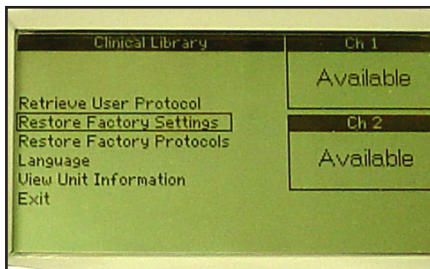 Clinical Library
Ch 1
Available
Retrieve User Protocol
Restore Factory Settings
Restore Factory Protocols
Language
View Unit Information
Exit
Ch 2
Available